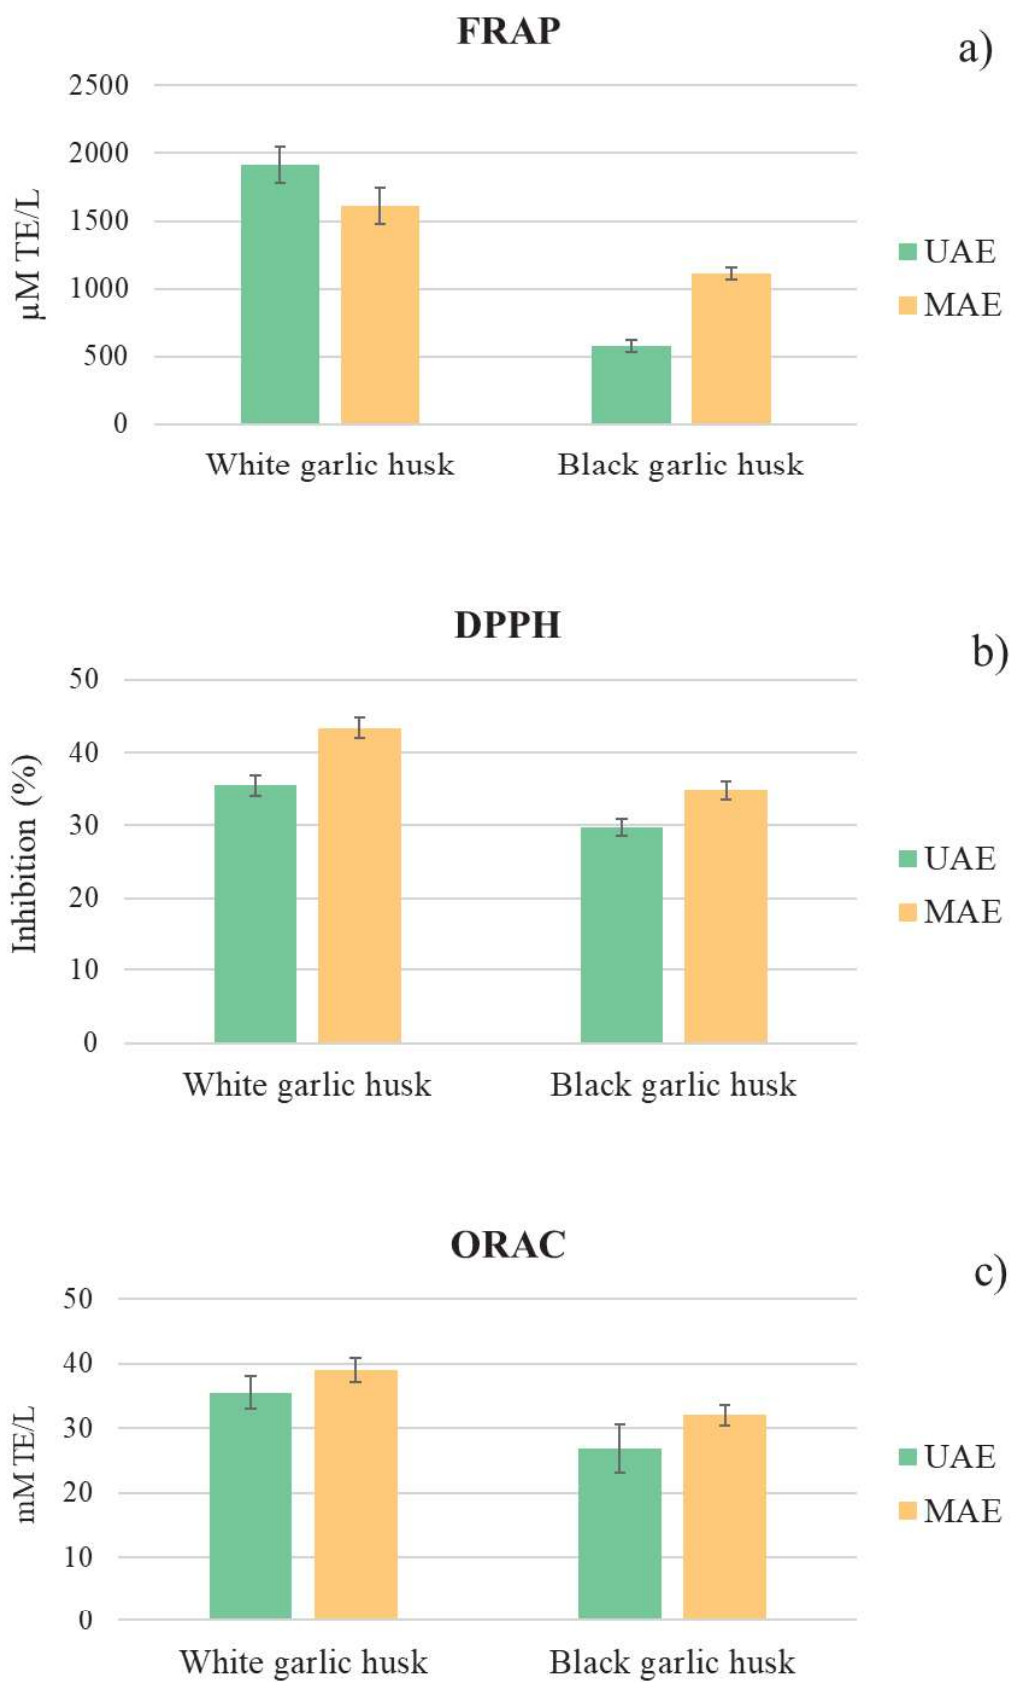 FRAP
a)
2500
2000
1500
1000
500
0
µM TE/L
White garlic husk
Black garlic husk
UAE
MAE
DPPH
b)
50
40
30
20
10
0
Inhibition (%)
White garlic husk
Black garlic husk
UAE
MAE
ORAC
c)
50
40
30
20
10
0
mM TE/L
White garlic husk
Black garlic husk
UAE
MAE